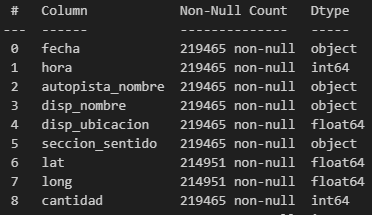 #   Column            Non-Null Count   Dtype
---  ------            --------------   -----
0   fecha             219465 non-null  object
1   hora              219465 non-null  int64
2   autopista_nombre  219465 non-null  object
3   disp_nombre       219465 non-null  object
4   disp_ubicacion    219465 non-null  float64
5   seccion_sentido   219465 non-null  object
6   lat               214951 non-null  float64
7   long              214951 non-null  float64
8   cantidad          219465 non-null  int64